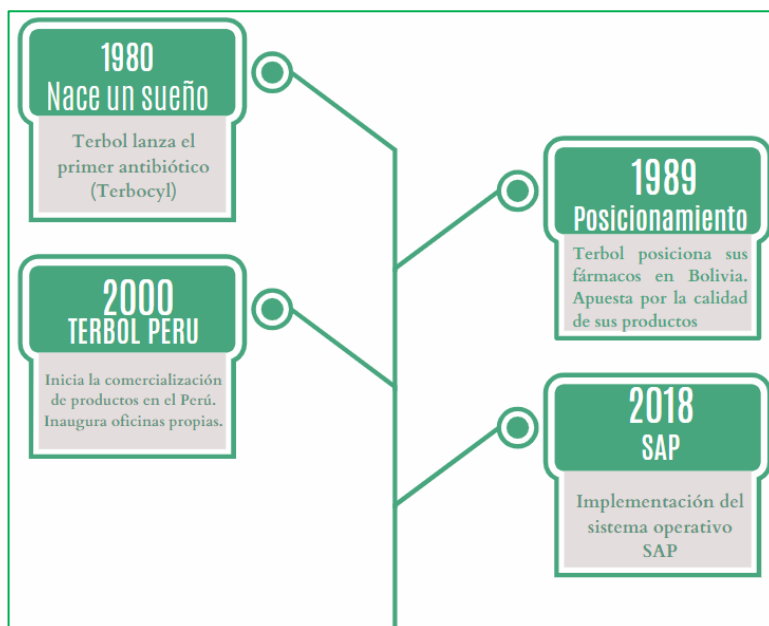 1980
Nace un sueño
Terbol lanza el
primer antibiótico
(Terbocyl)
1989
Posicionamiento
Terbol posiciona sus
fármacos en Bolivia.
Apuesta por la calidad
de sus productos
2000
TERBOL PERU
Inicia la comercialización
de productos en el Perú.
Inaugura oficinas propias.
2018
SAP
Implementación del
sistema operativo
SAP